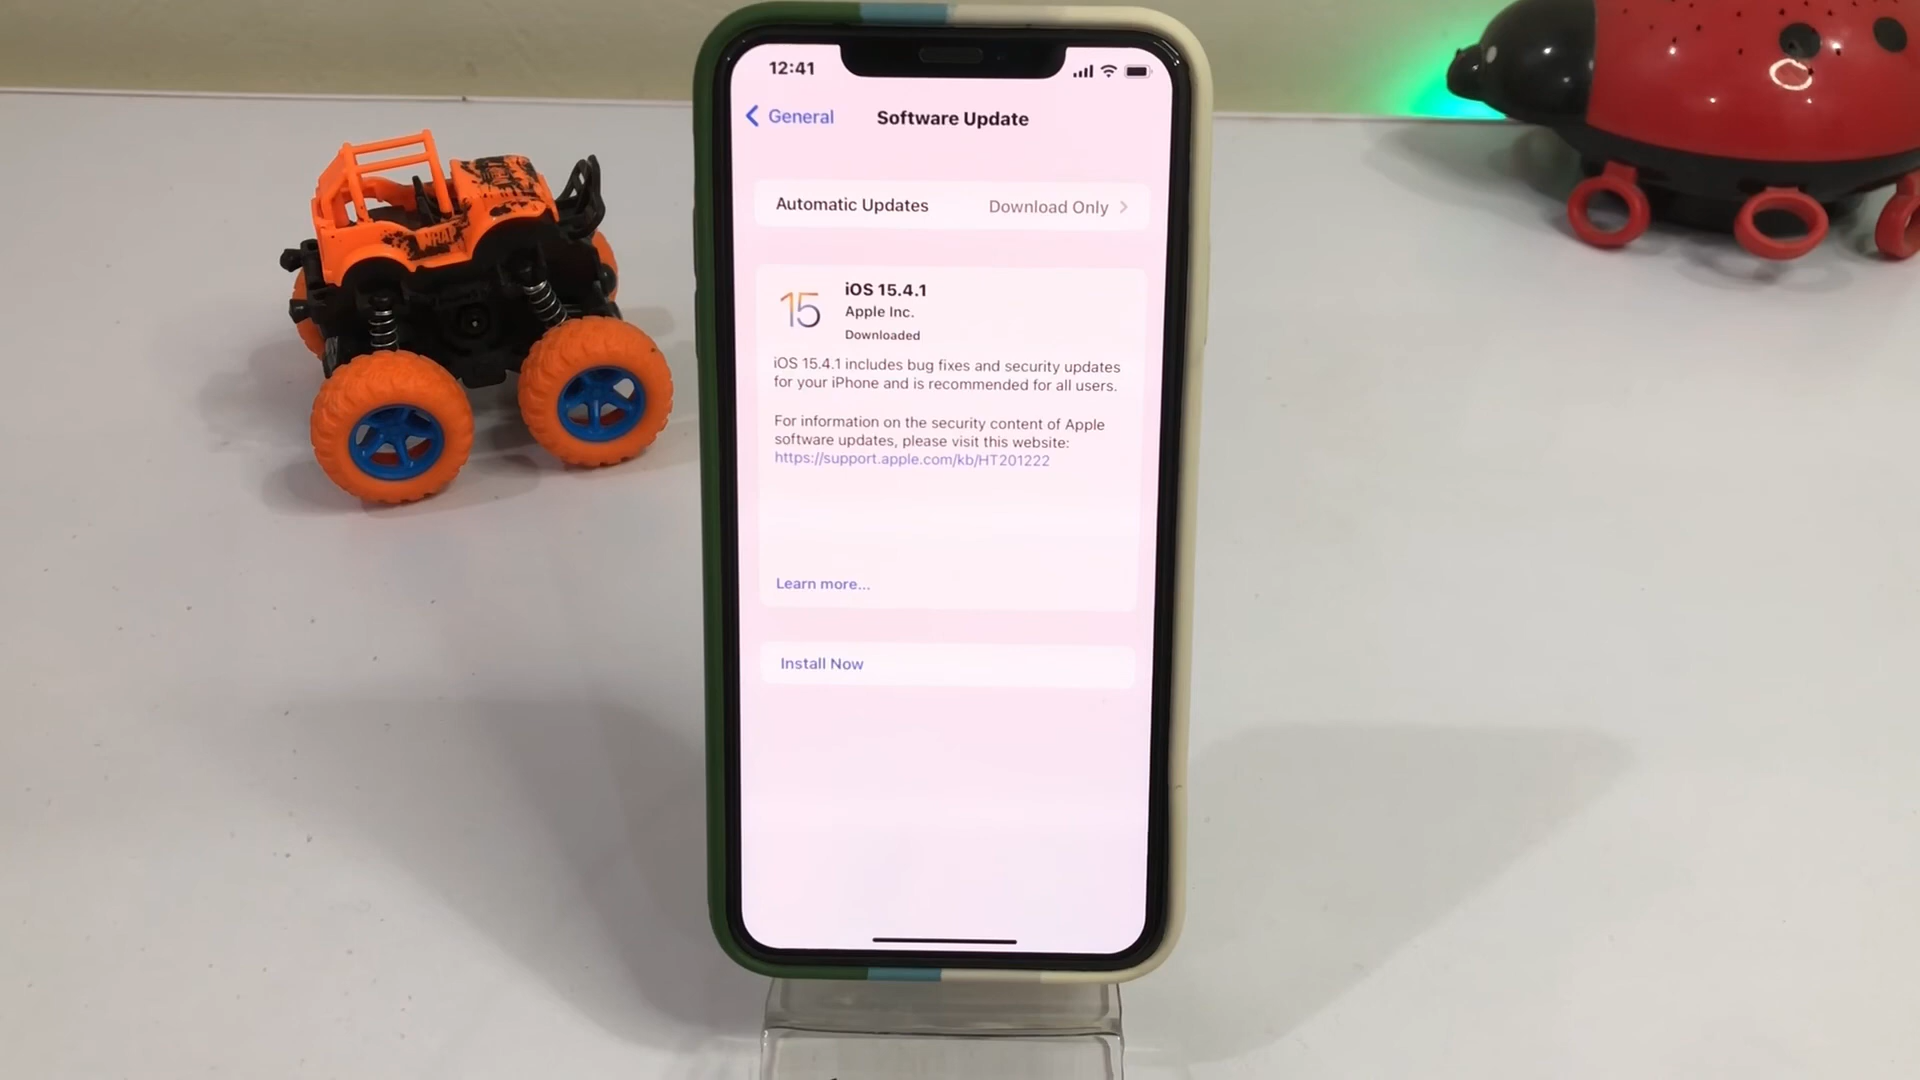 12:41
General
Software Update
Automatic Updates Download Only
15
iOS 15.4.1
Apple Inc.
Downloaded
iOS 15.4.1 includes bug fixes and security updates
for your iPhone and is recommended for all users.
For information on the security content of Apple
software updates, please visit this website:
https://support.apple.com/kb/HT201222
Learn more...
Install Now